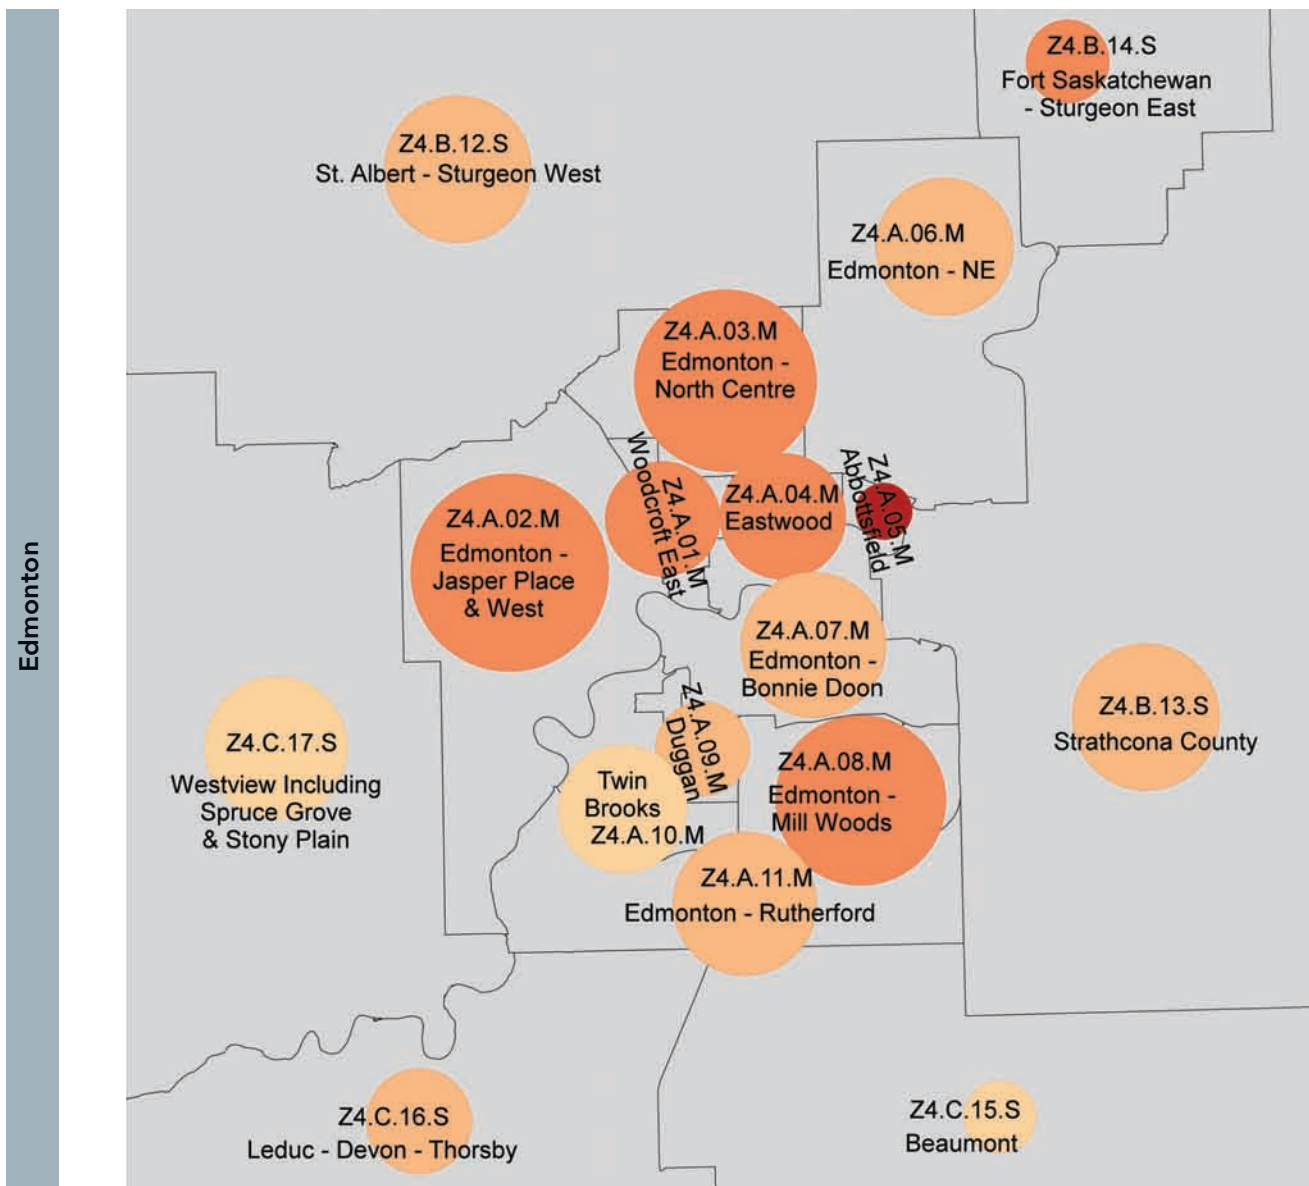 Edmonton
Z4.B.14.S
Fort Saskatchewan
- Sturgeon East
Z4.B.12.S
St. Albert - Sturgeon West
Z4.A.06.M
Edmonton - NE
Z4.A.03.M
Edmonton -
North Centre
Z4.A.01.M
Woodcroft East
Z4.A.04.M
Eastwood
Z4.A.05.M
Abbottsfield
Z4.A.02.M
Edmonton -
Jasper Place
& West
Z4.A.07.M
Edmonton -
Bonnie Doon
Z4.B.13.S
Strathcona County
Z4.C.17.S
Westview Including
Spruce Grove
& Stony Plain
Z4.A.09.M
Duggan
Twin
Brooks
Z4.A.10.M
Z4.A.08.M
Edmonton -
Mill Woods
Z4.A.11.M
Edmonton - Rutherford
Z4.C.16.S
Leduc - Devon - Thorsby
Z4.C.15.S
Beaumont